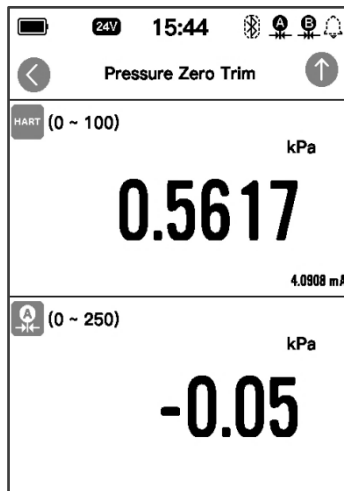 24V 15:44 A B
Pressure Zero Trim
HART (0 ~ 100)
kPa
0.5617
4.0908 mA
A (0 ~ 250)
kPa
-0.05